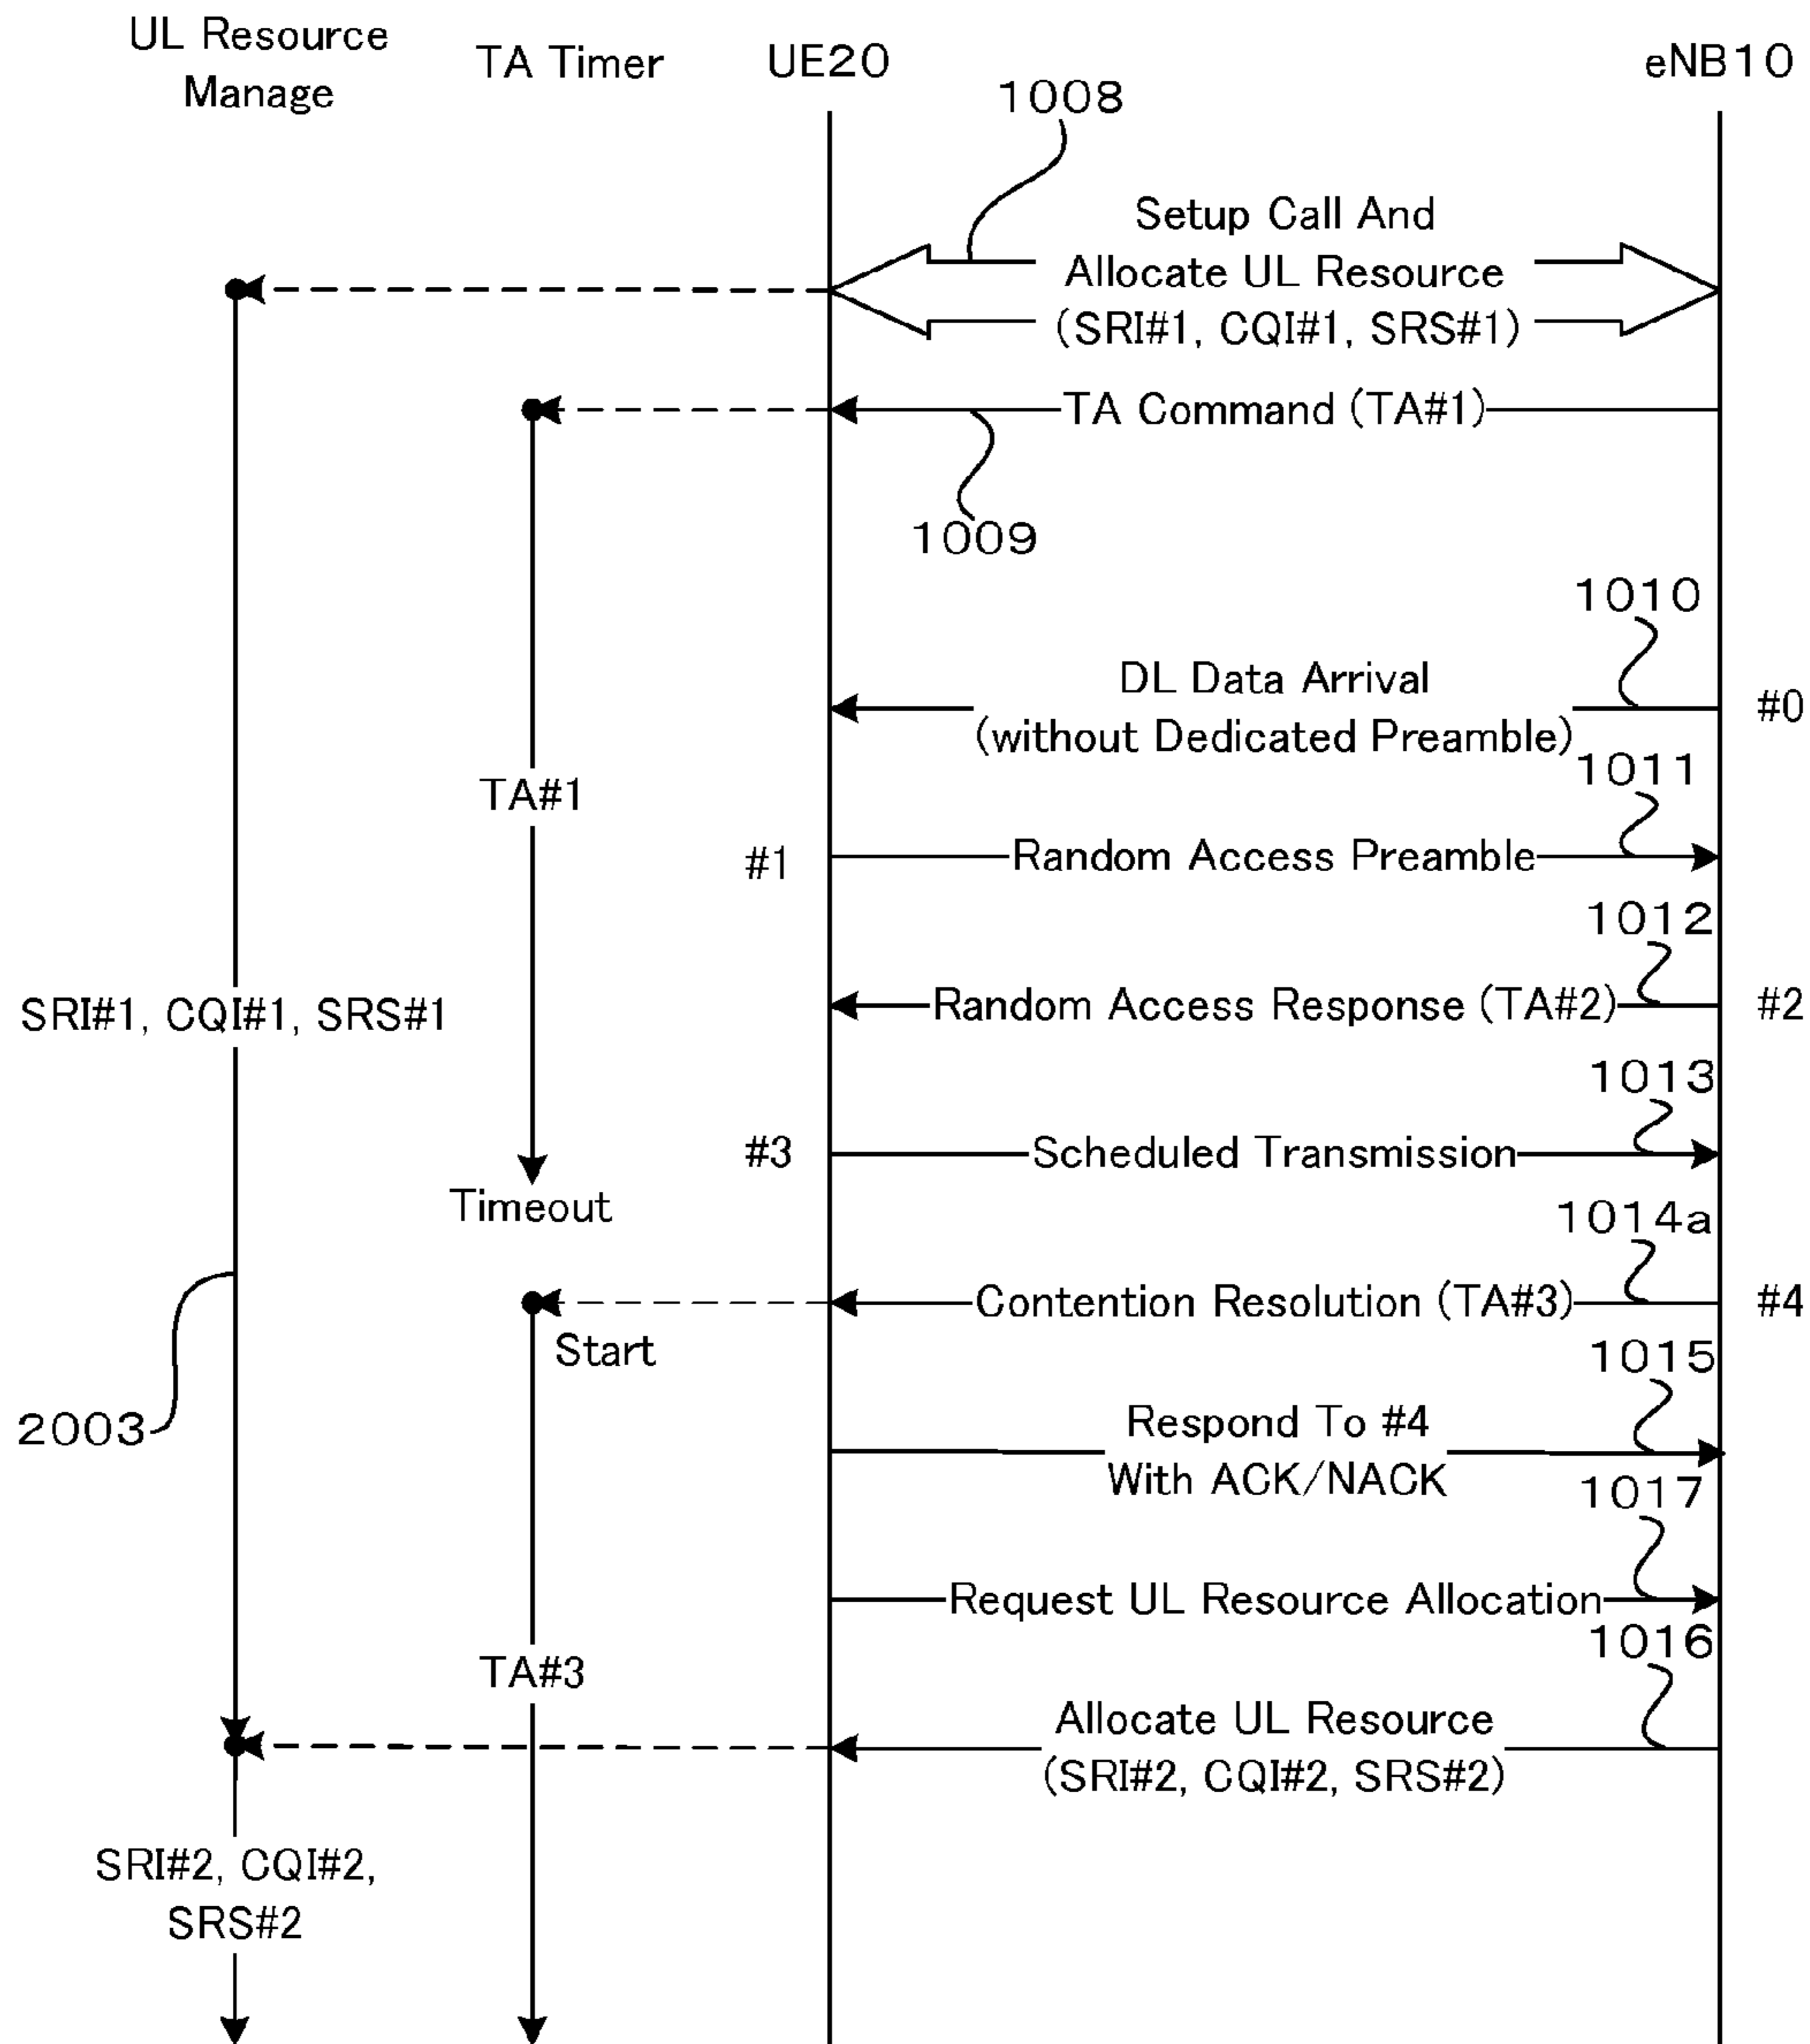 UL Resource
Manage
TA Timer
UE20
eNB10
1008
Setup Call And
Allocate UL Resource
(SRI#1, CQI#1, SRS#1)
TA Command (TA#1)
1009
1010
DL Data Arrival
(without Dedicated Preamble)
#0
1011
TA#1
#1
Random Access Preamble
1012
SRI#1, CQI#1, SRS#1
Random Access Response (TA#2)
#2
1013
#3
Scheduled Transmission
Timeout
1014a
Contention Resolution (TA#3)
#4
Start
1015
2003
Respond To #4
With ACK/NACK
1017
Request UL Resource Allocation
1016
TA#3
Allocate UL Resource
(SRI#2, CQI#2, SRS#2)
SRI#2, CQI#2,
SRS#2